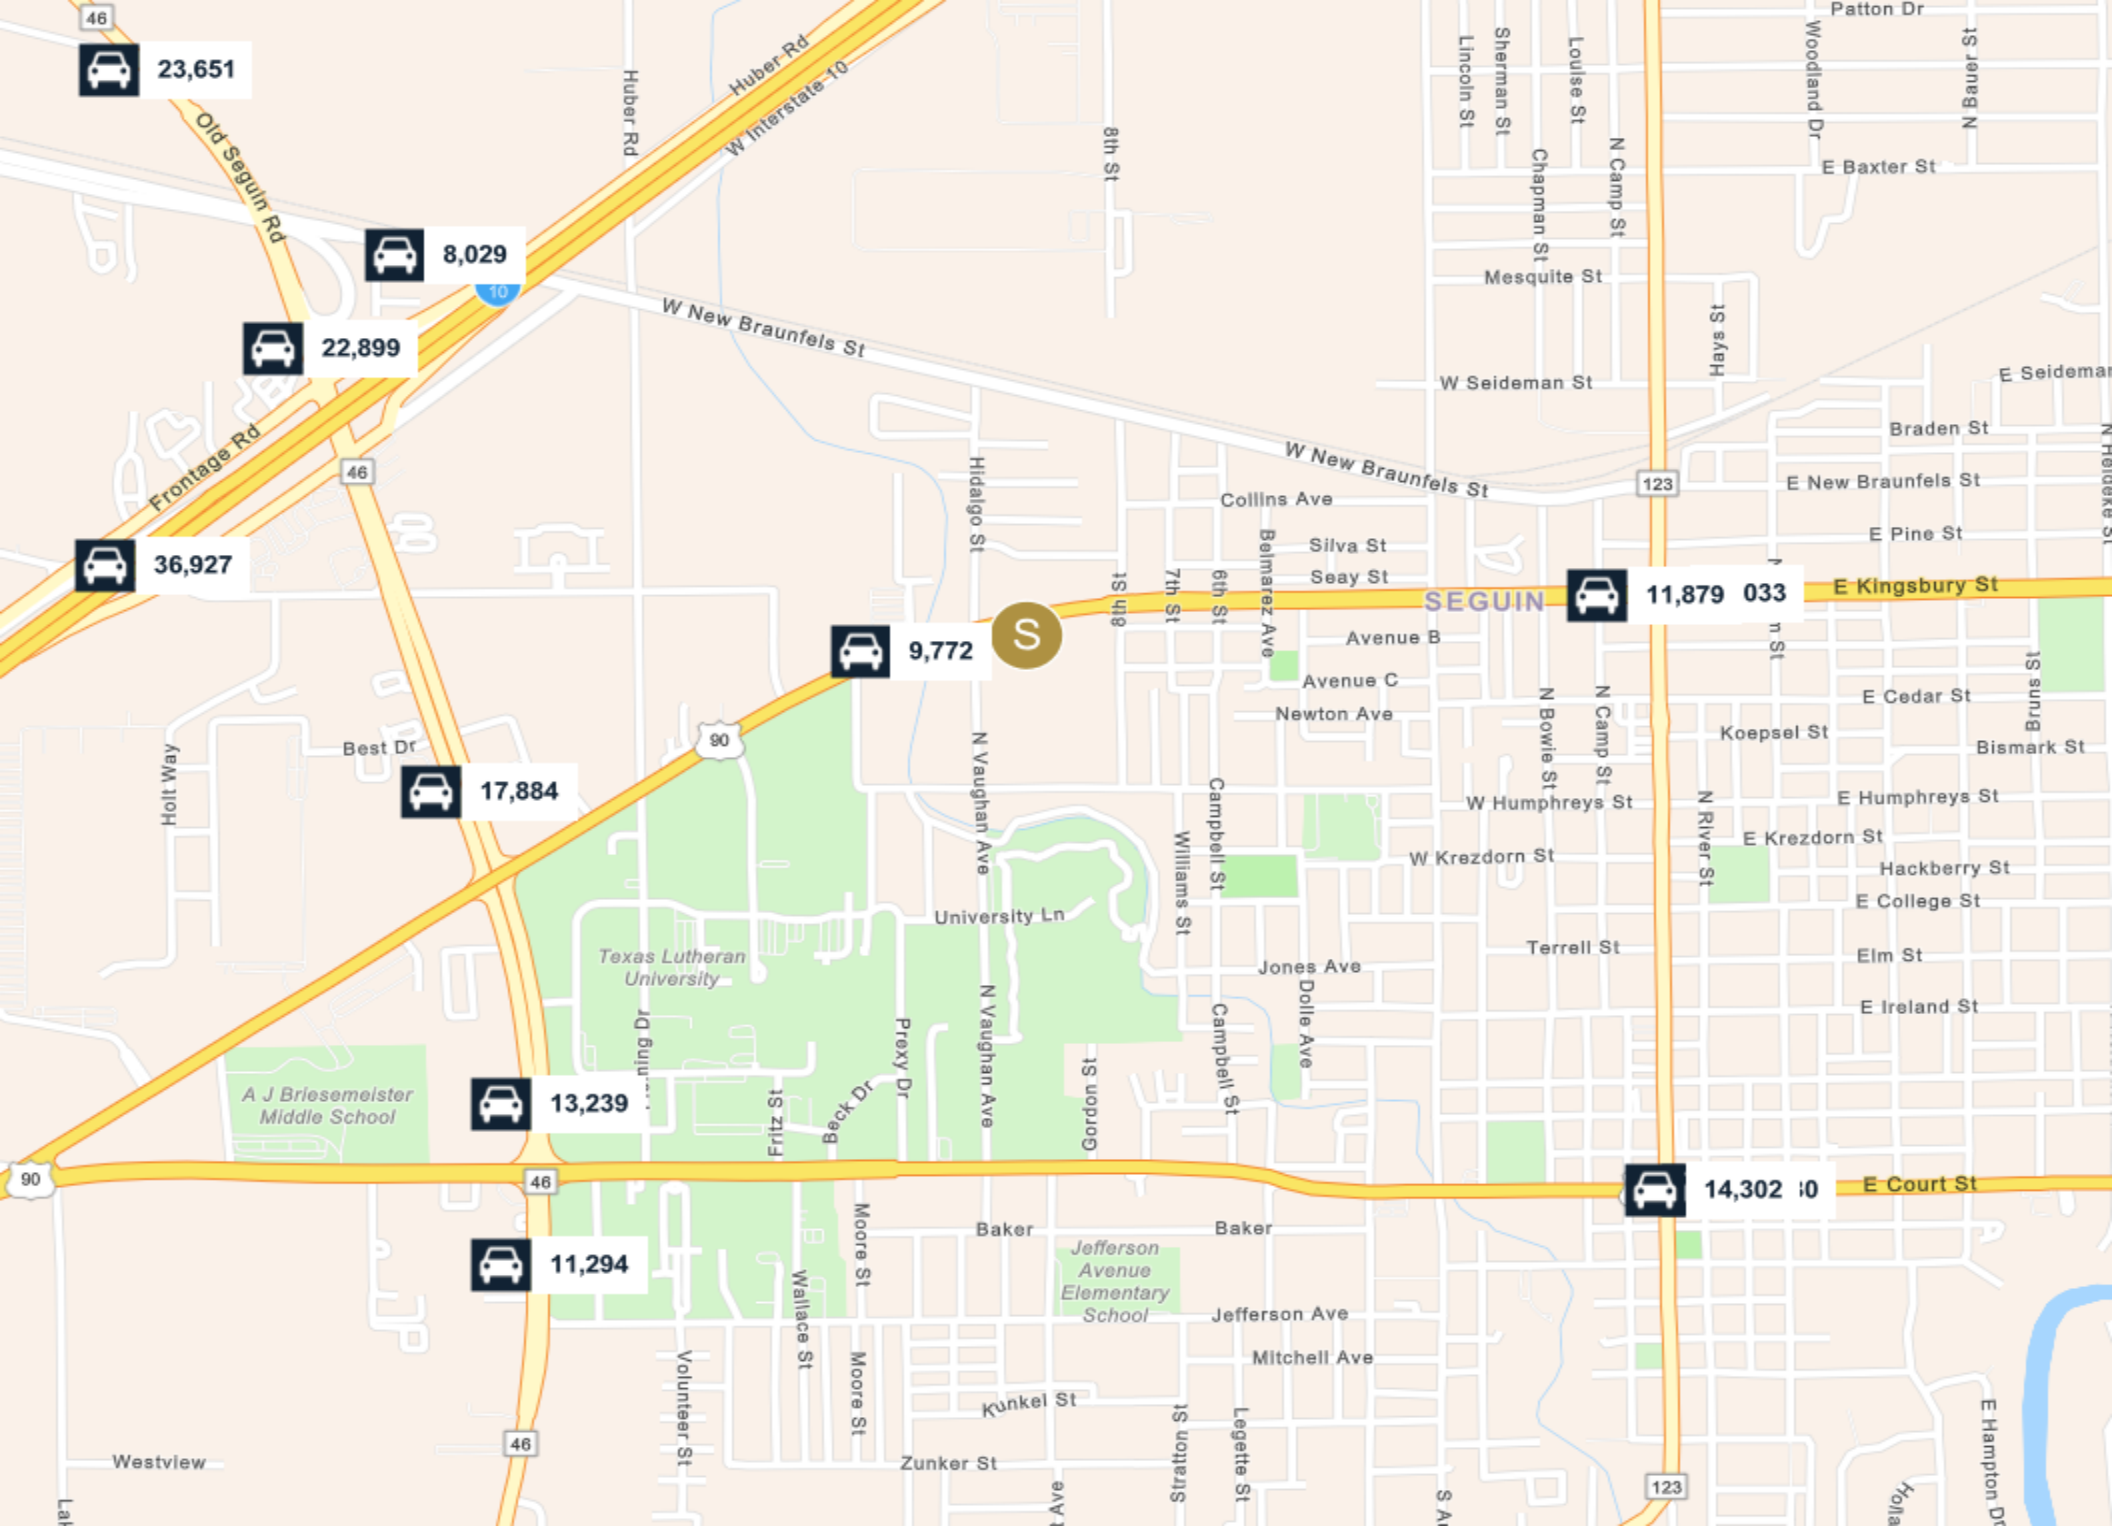 46
Patton Dr
23,651
Huber Rd
W Interstate 10
Huber Rd
Old Seguin Rd
8th St
Lincoln St
Sherman St
Louise St
Chapman St
N Camp St
Woodland Dr
N Bauer St
E Baxter St
8,029
10
Mesquite St
Hays St
W New Braunfels St
22,899
W Seideman St
E Seideman
Braden St
N Heideke St
Frontage Rd
46
W New Braunfels St
123
E New Braunfels St
Hidalgo St
Collins Ave
E Pine St
Silva St
Seay St
Belmarez Ave
36,927
8th St
7th St
6th St
SEGUIN
11,879
033
E Kingsbury St
m St
9,772
S
Avenue B
Avenue C
Newton Ave
E Cedar St
Bruns St
N Bowie St
N Camp St
Koepsel St
Bismark St
90
Best Dr
Holt Way
N Vaughan Ave
17,884
Campbell St
W Humphreys St
E Humphreys St
N River St
E Krezdorn St
Williams St
W Krezdorn St
Hackberry St
E College St
University Ln
Texas Lutheran
University
Terrell St
Elm St
Jones Ave
Dolle Ave
E Ireland St
N Vaughan Ave
Prexy Dr
Campbell St
Gordon St
A J Briesemeister
Middle School
13,239
Fritz St
Beck Dr
90
46
14,302
30
E Court St
Moore St
Baker
Baker
11,294
Jefferson
Avenue
Elementary
School
Wallace St
Jefferson Ave
Volunteer St
Moore St
Mitchell Ave
Kunkel St
Stratton St
Legette St
E Hampton Dr
46
Westview
Zunker St
123
Ave
Holla
Lak
S Au